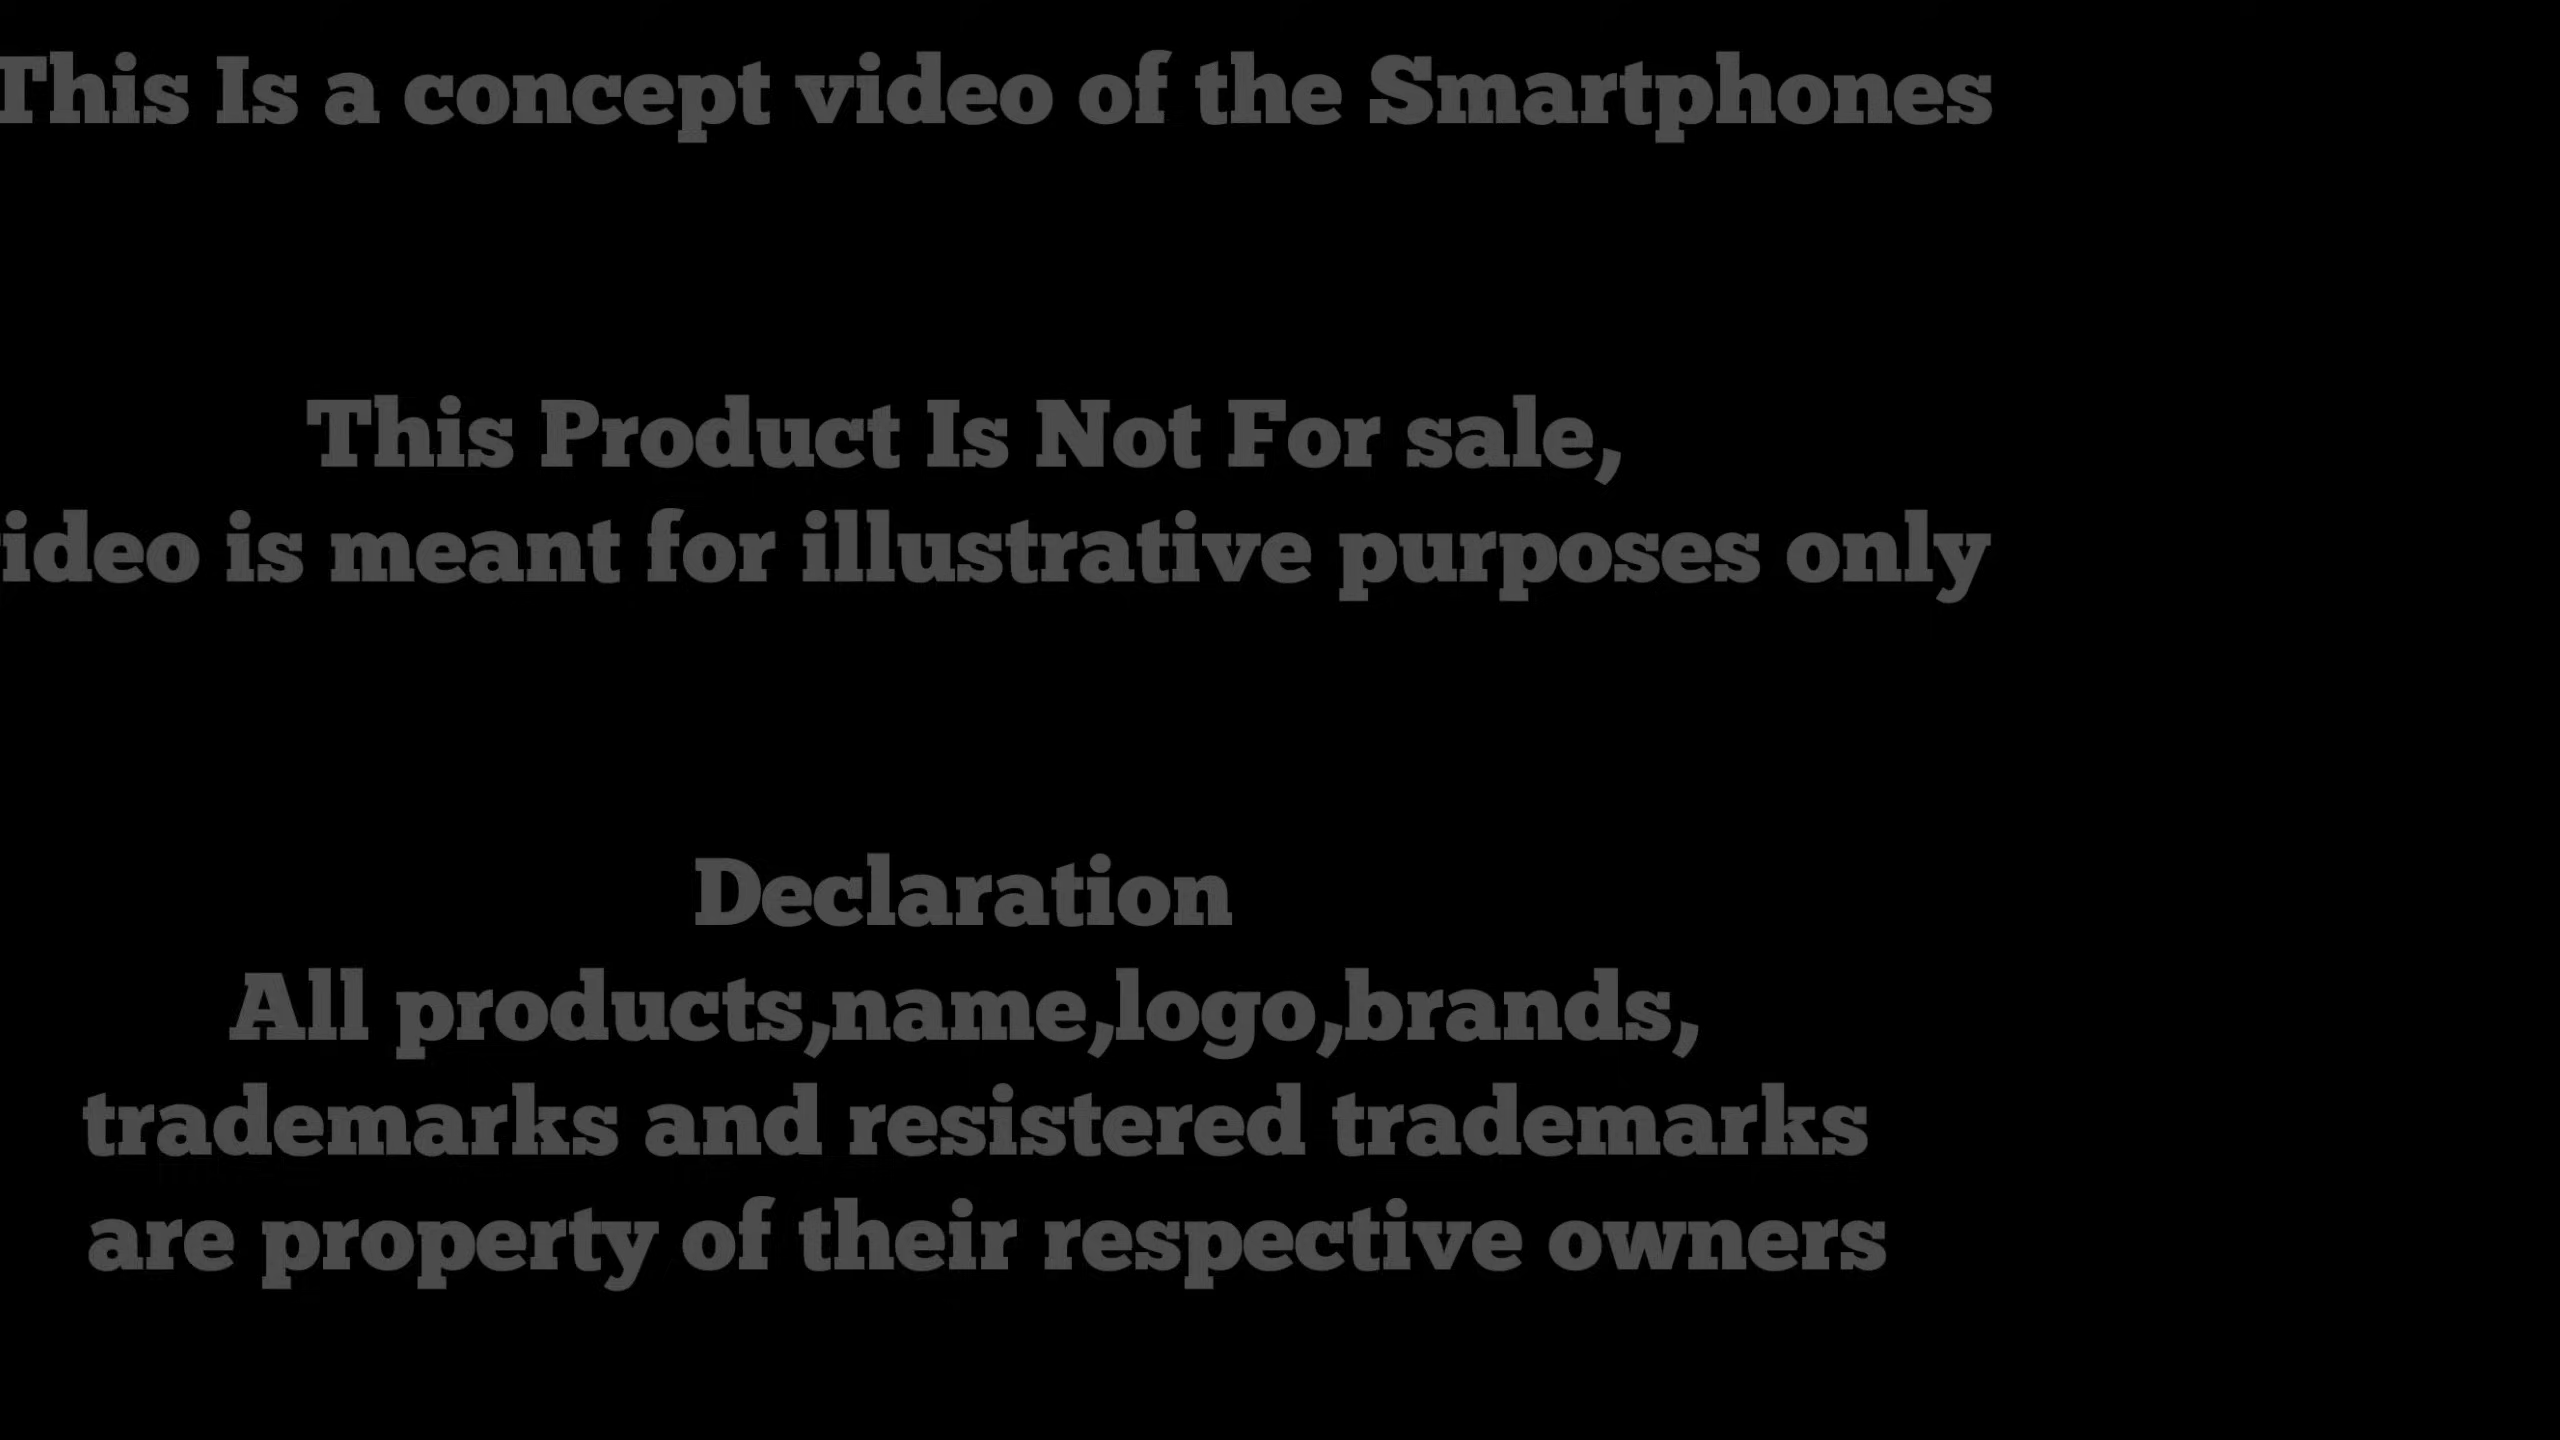 This Is a concept video of the Smartphones
This Product Is Not For sale,
ideo is meant for illustrative purposes only
Declaration
All products,name,logo,brands,
trademarks and resistered trademarks
are property of their respective owners